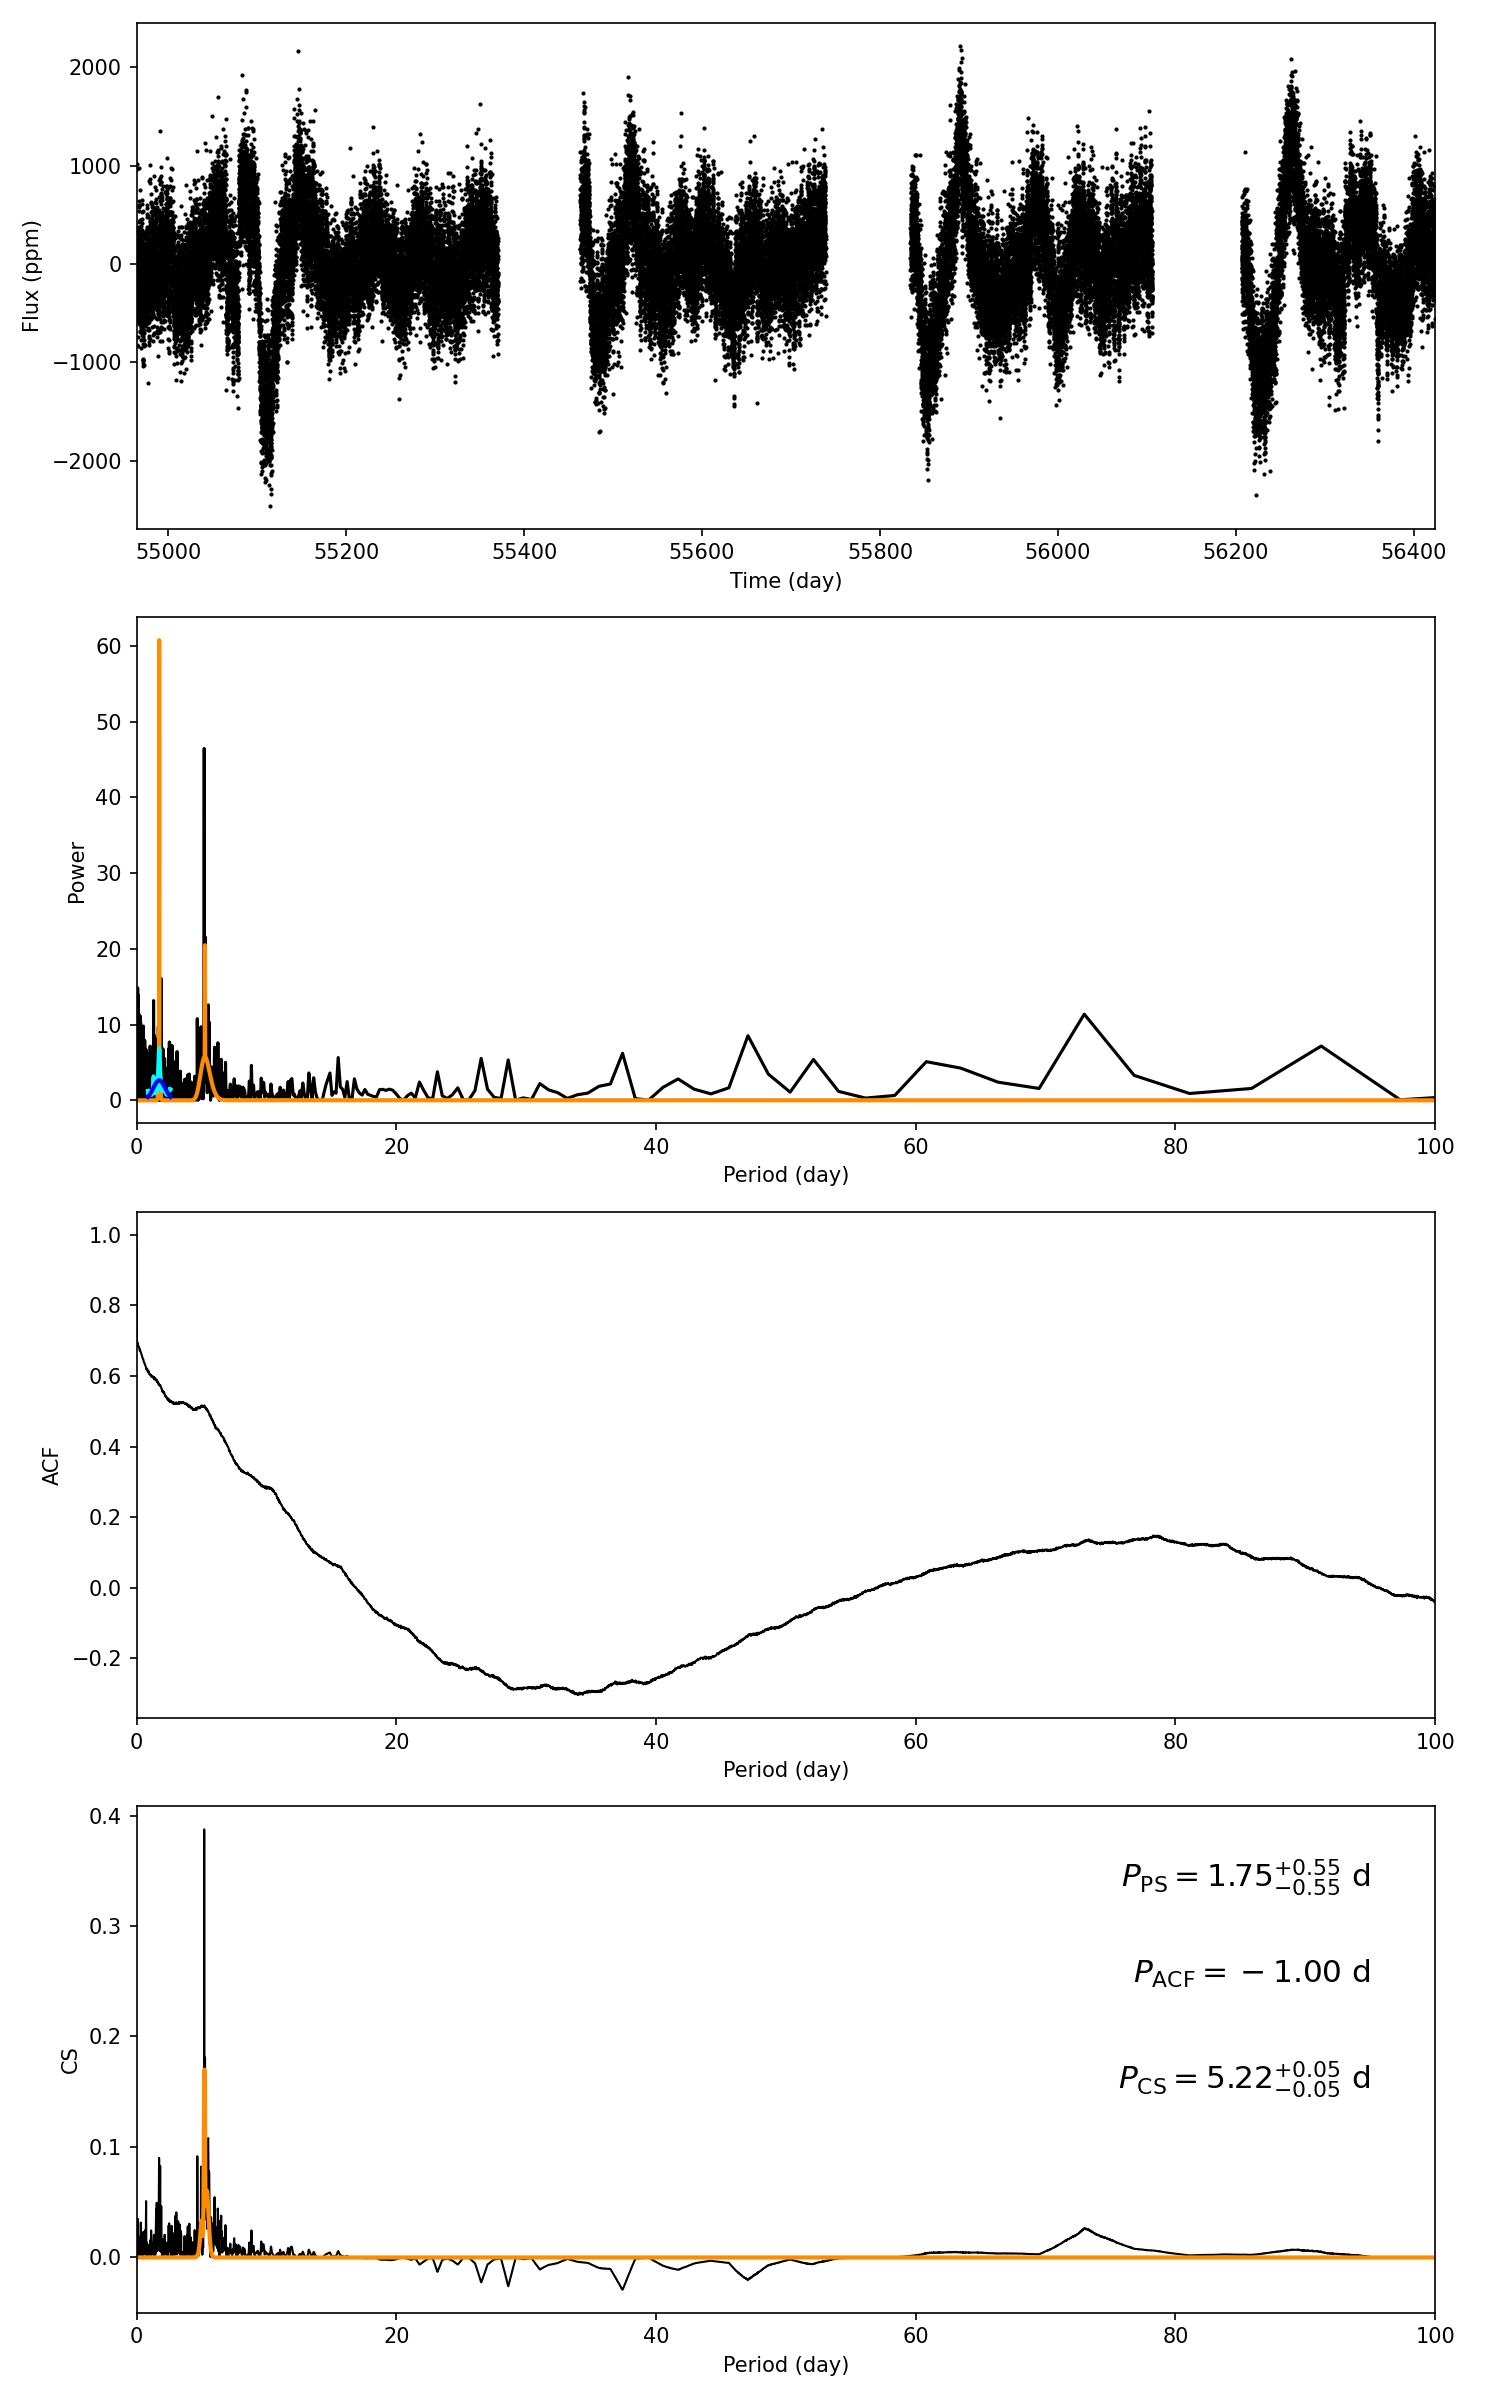 2000
1000
0
−1000
−2000
Flux (ppm)
55000 55200 55400 55600 55800 56000 56200 56400
Time (day)
60
50
40
30
20
10
0
Power
0 20 40 60 80 100
Period (day)
1.0
0.8
0.6
0.4
0.2
0.0
−0.2
ACF
0 20 40 60 80 100
Period (day)
0.4
0.3
0.2
0.1
0.0
CS
P_PS = 1.75^{+0.55}_{−0.55} d
P_ACF = − 1.00 d
P_CS = 5.22^{+0.05}_{−0.05} d
0 20 40 60 80 100
Period (day)